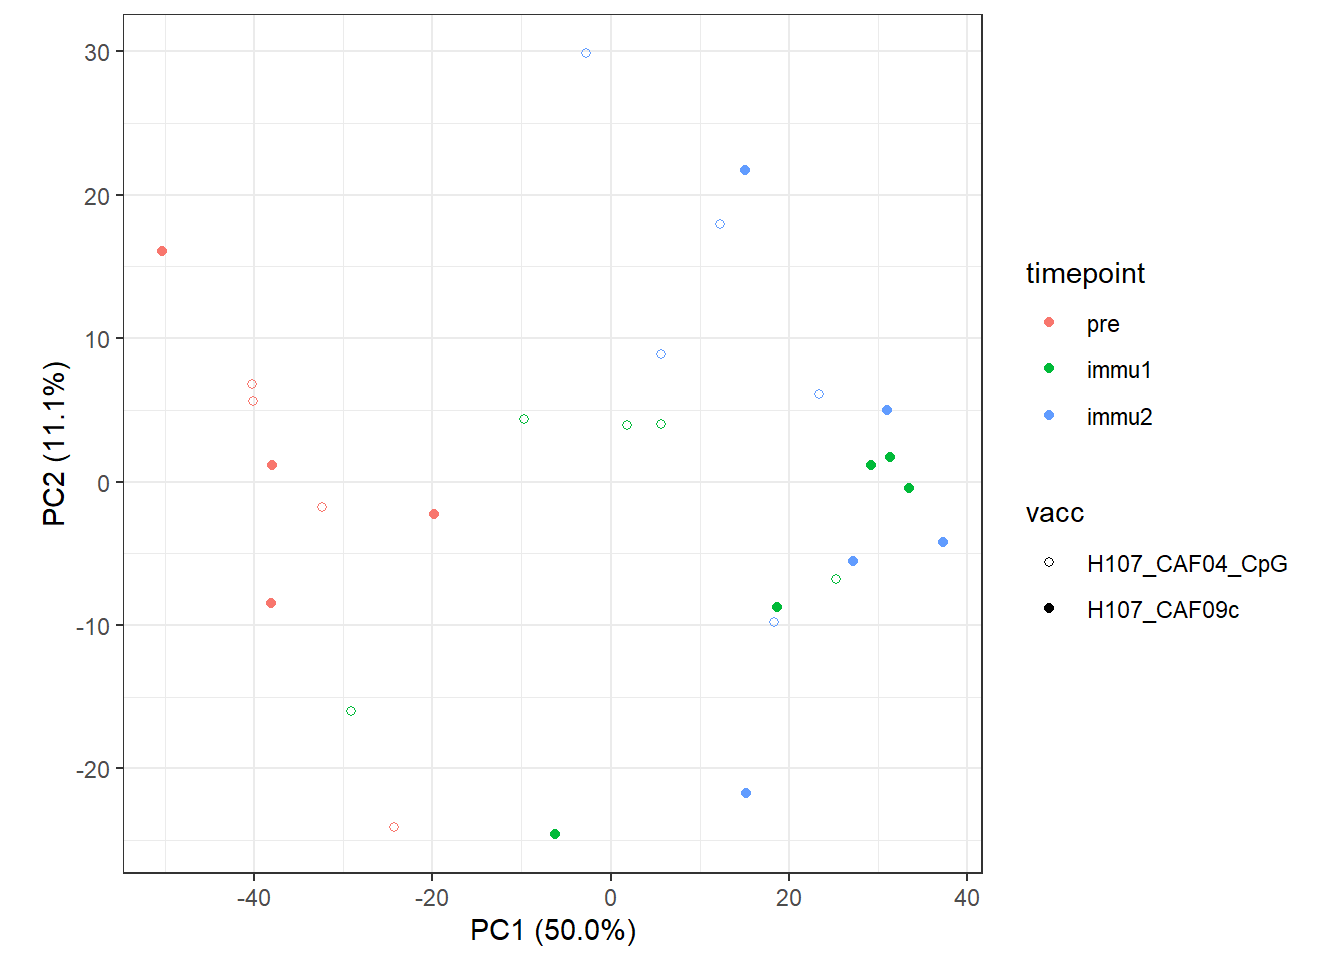 30
20
10
0
-10
-20
PC2 (11.1%)
-40
-20
0
20
40
PC1 (50.0%)
timepoint
pre
immu1
immu2
vacc
H107_CAF04_CpG
H107_CAF09c